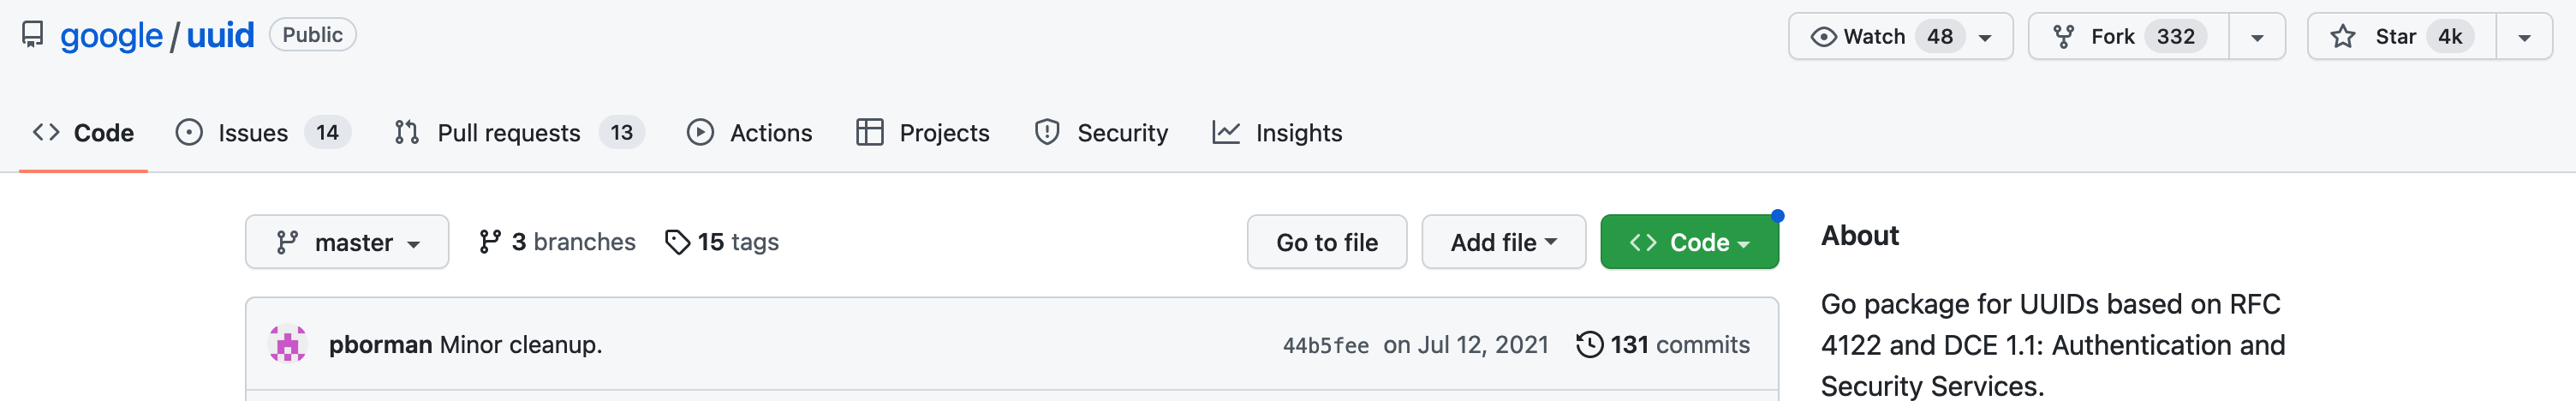 google / uuid Public Watch 48 Fork 332 Star 4k
Code Issues 14 Pull requests 13 Actions Projects Security Insights
master 3 branches 15 tags Go to file Add file Code
pborman Minor cleanup. 44b5fee on Jul 12, 2021 131 commits
About
Go package for UUIDs based on RFC
4122 and DCE 1.1: Authentication and
Security Services.